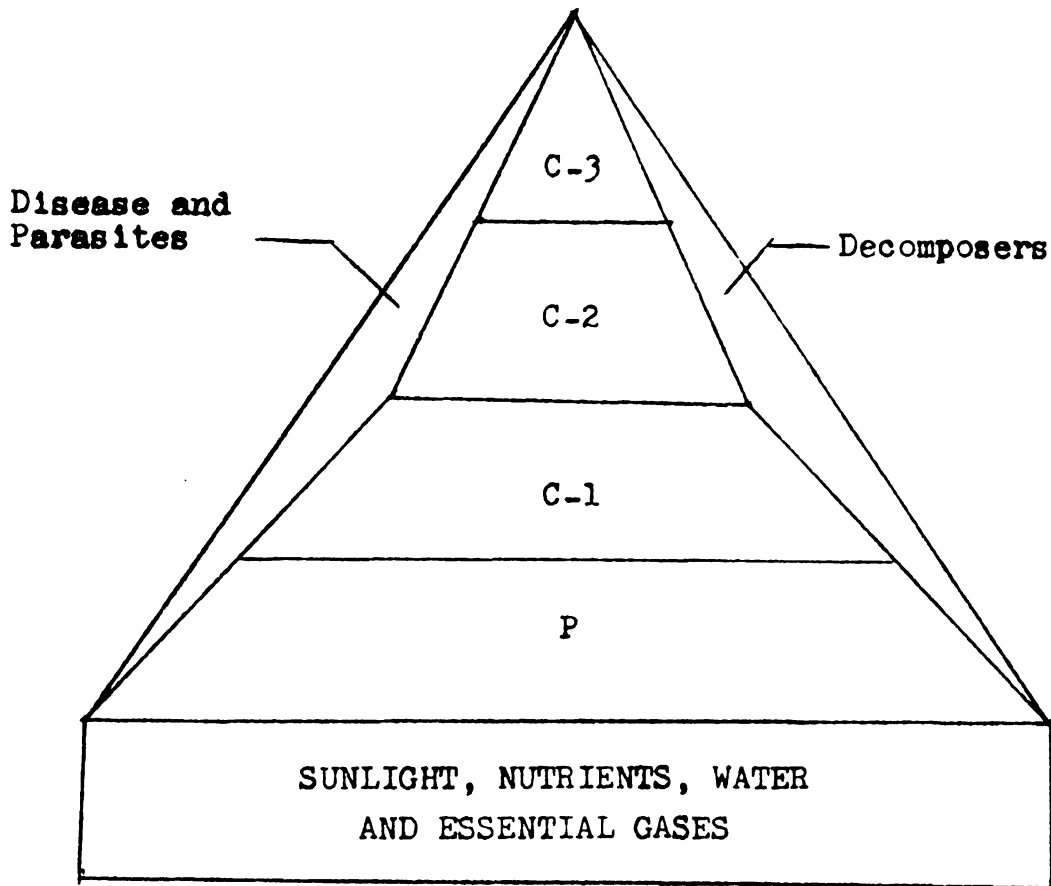 C-3
Disease and
Parasites
Decomposers
C-2
C-1
P
SUNLIGHT, NUTRIENTS, WATER
AND ESSENTIAL GASES